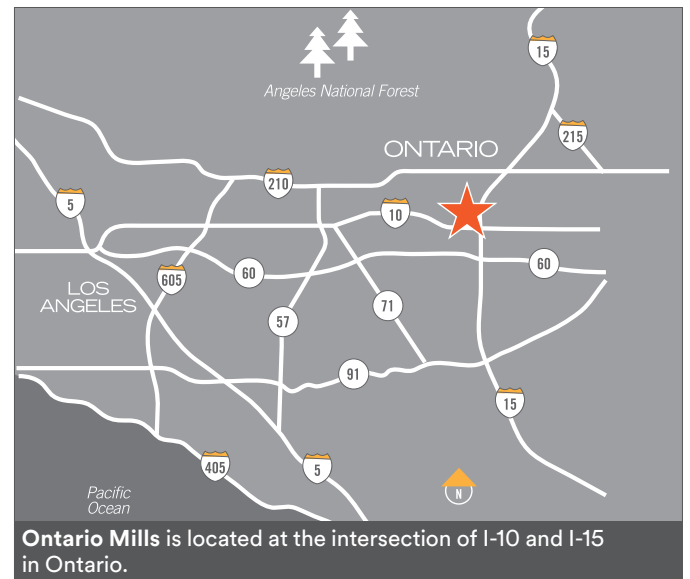 15
Angeles National Forest
215
ONTARIO
210
5
10
60
605
60
LOS
ANGELES
71
57
91
15
405
5
N
Pacific
Ocean
Ontario Mills is located at the intersection of I-10 and I-15
in Ontario.